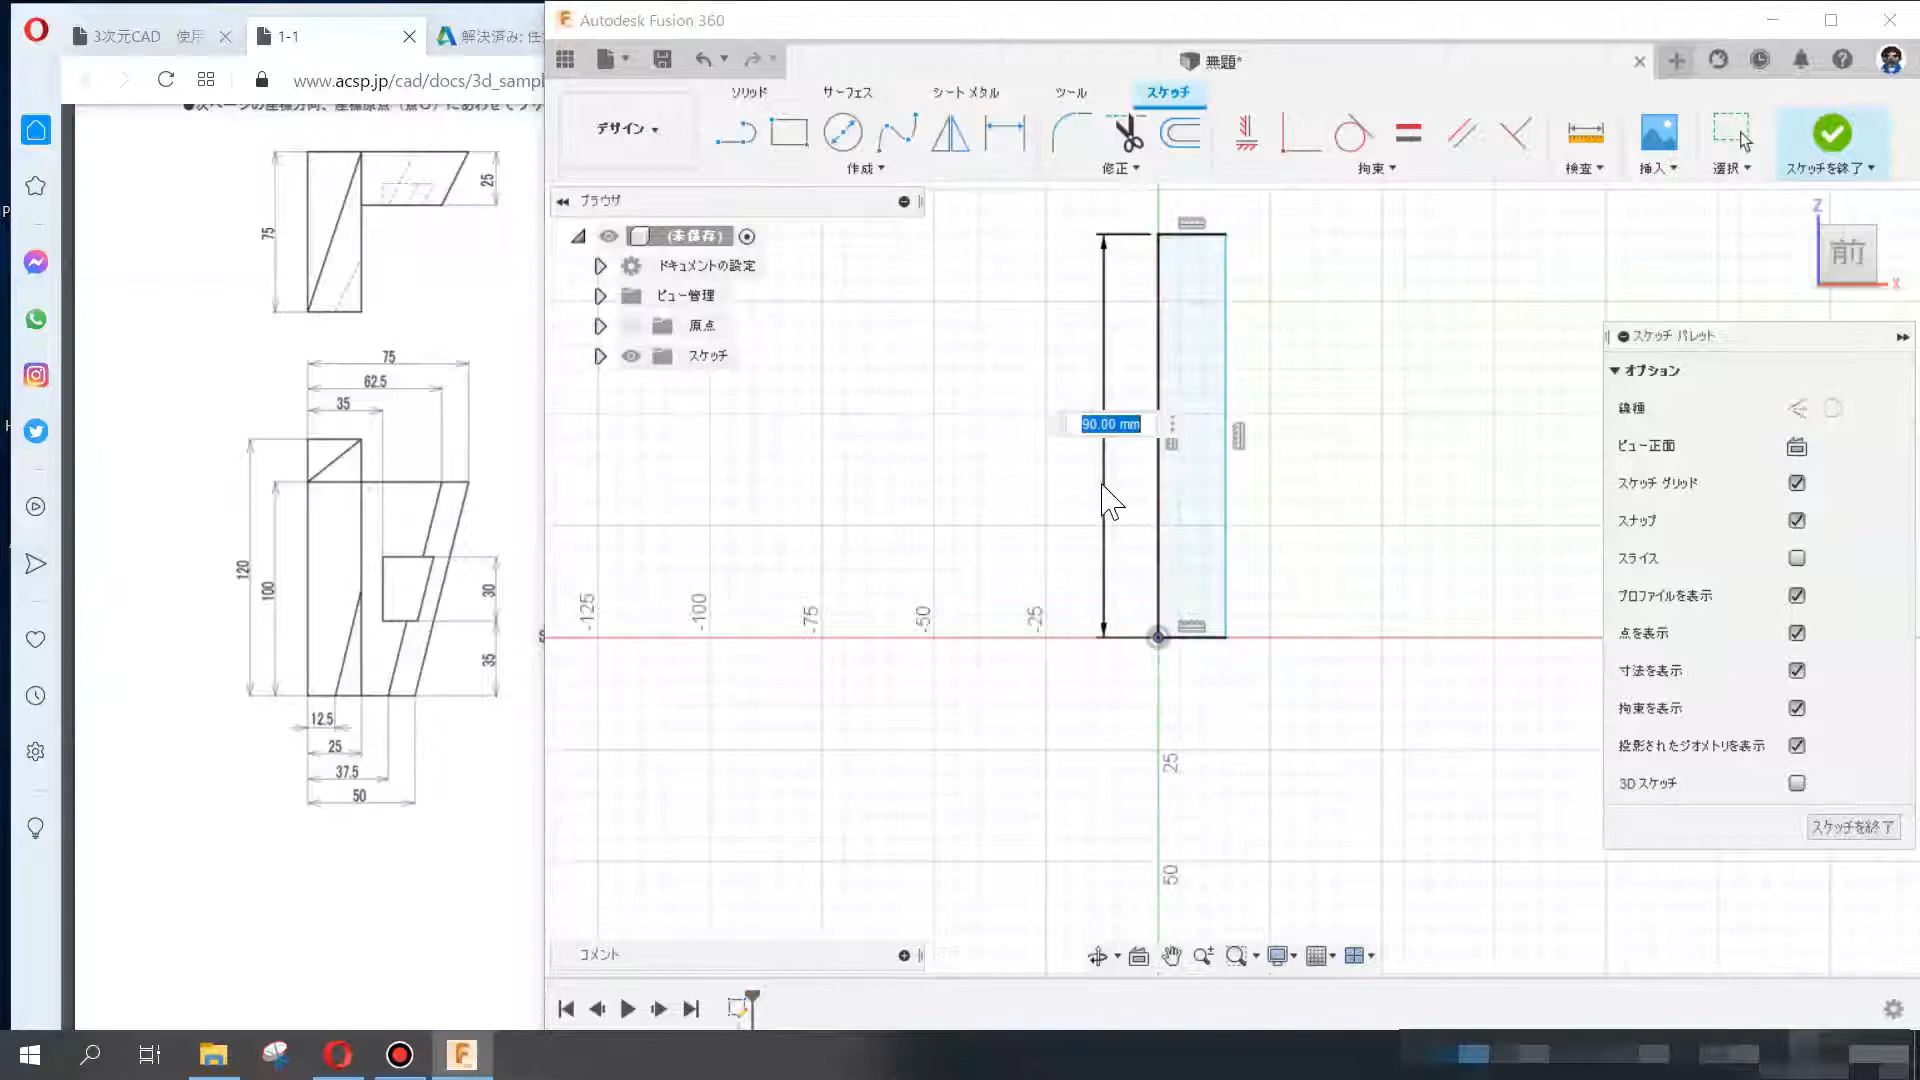 3次元CAD 使用
1-1
解決済み: 任
www.acsp.jp/cad/docs/3d_samp
75
25
75
62.5
35
120
100
30
35
12.5
25
37.5
50
Autodesk Fusion 360
無題*
デザイン
ソリッド
サーフェス
シート メタル
ツール
スケッチ
作成
修正
拘束
検査
挿入
選択
スケッチを終了
ブラウザ
(未保存)
ドキュメントの設定
ビュー管理
原点
スケッチ
90.00 mm
-125
-100
-75
-50
-25
25
50
Z
前
X
スケッチ パレット
オプション
線種
ビュー正面
スケッチ グリッド
スナップ
スライス
プロファイルを表示
点を表示
寸法を表示
拘束を表示
投影されたジオメトリを表示
3D スケッチ
スケッチを終了
コメント